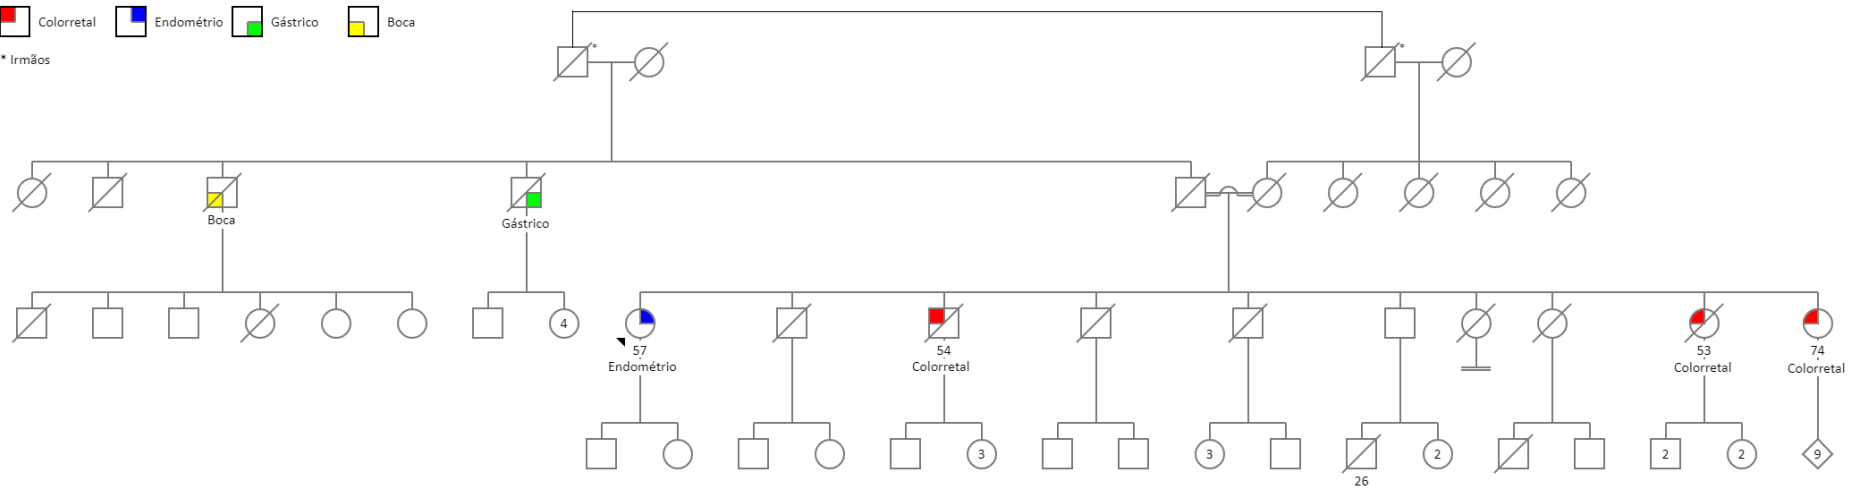 Colorretal Endométrio Gástrico Boca
* Irmãos
* *
Boca Gástrico
4
57 54 53 74
Endométrio Colorretal Colorretal Colorretal
3 3 2 2 2 9
26